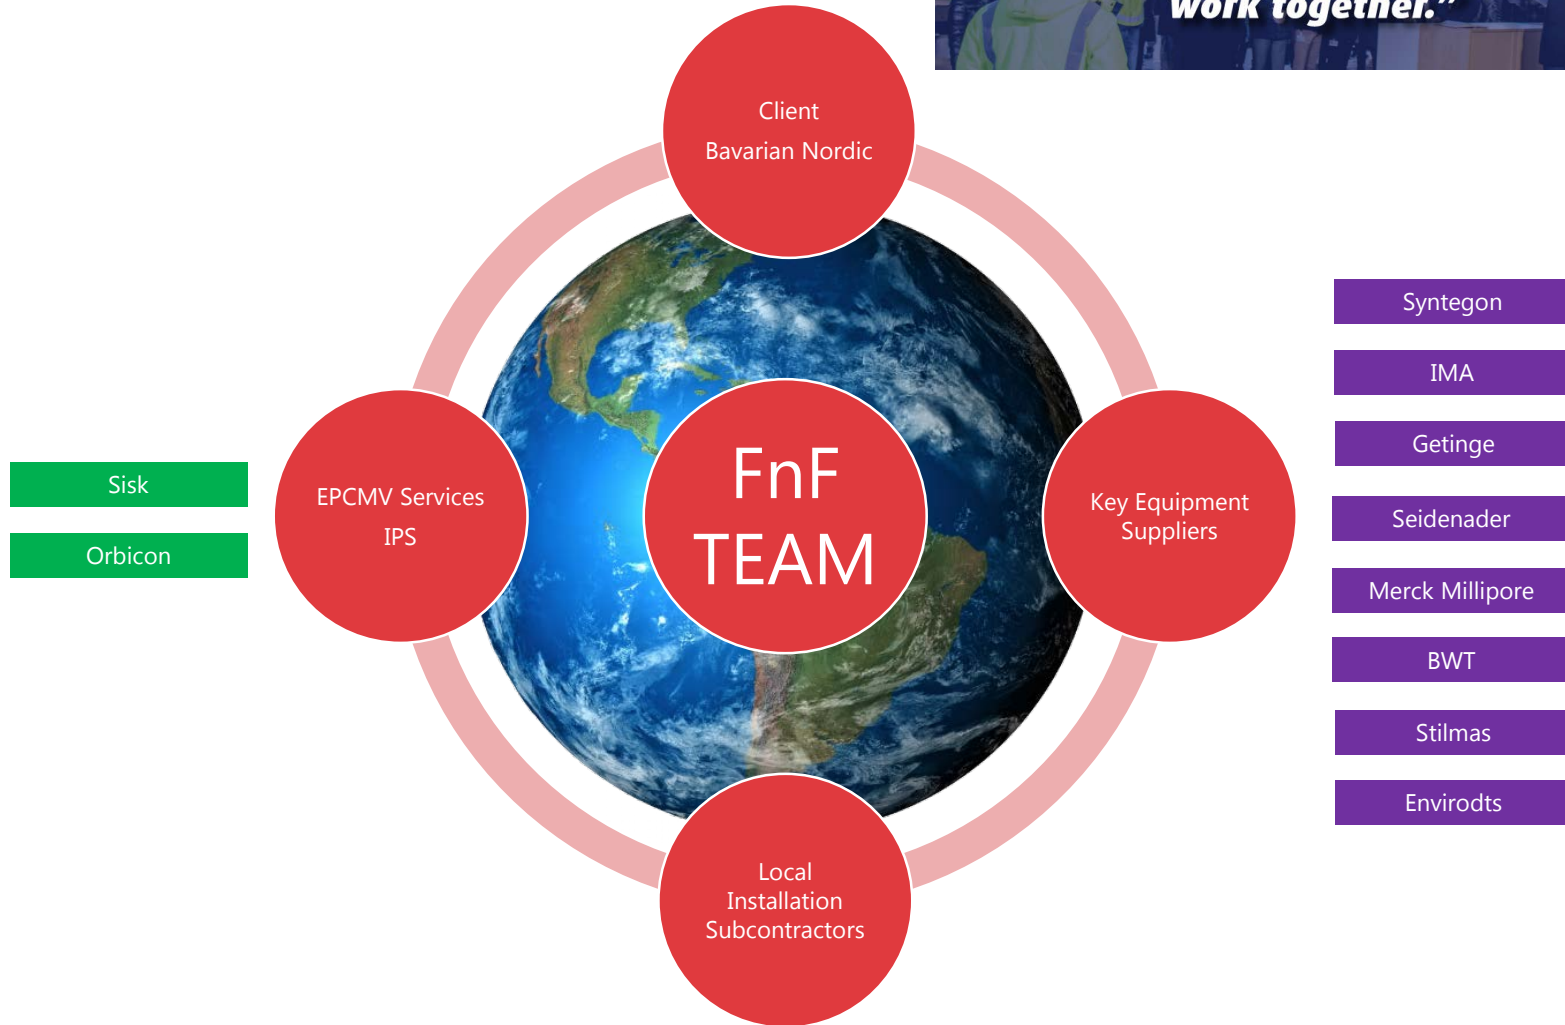 work together.”
Client
Bavarian Nordic
Syntegon
IMA
Getinge
Seidenader
Merck Millipore
BWT
Stilmas
Envirodts
Sisk
Orbicon
EPCMV Services
IPS
FnF
TEAM
Key Equipment
Suppliers
Local
Installation
Subcontractors